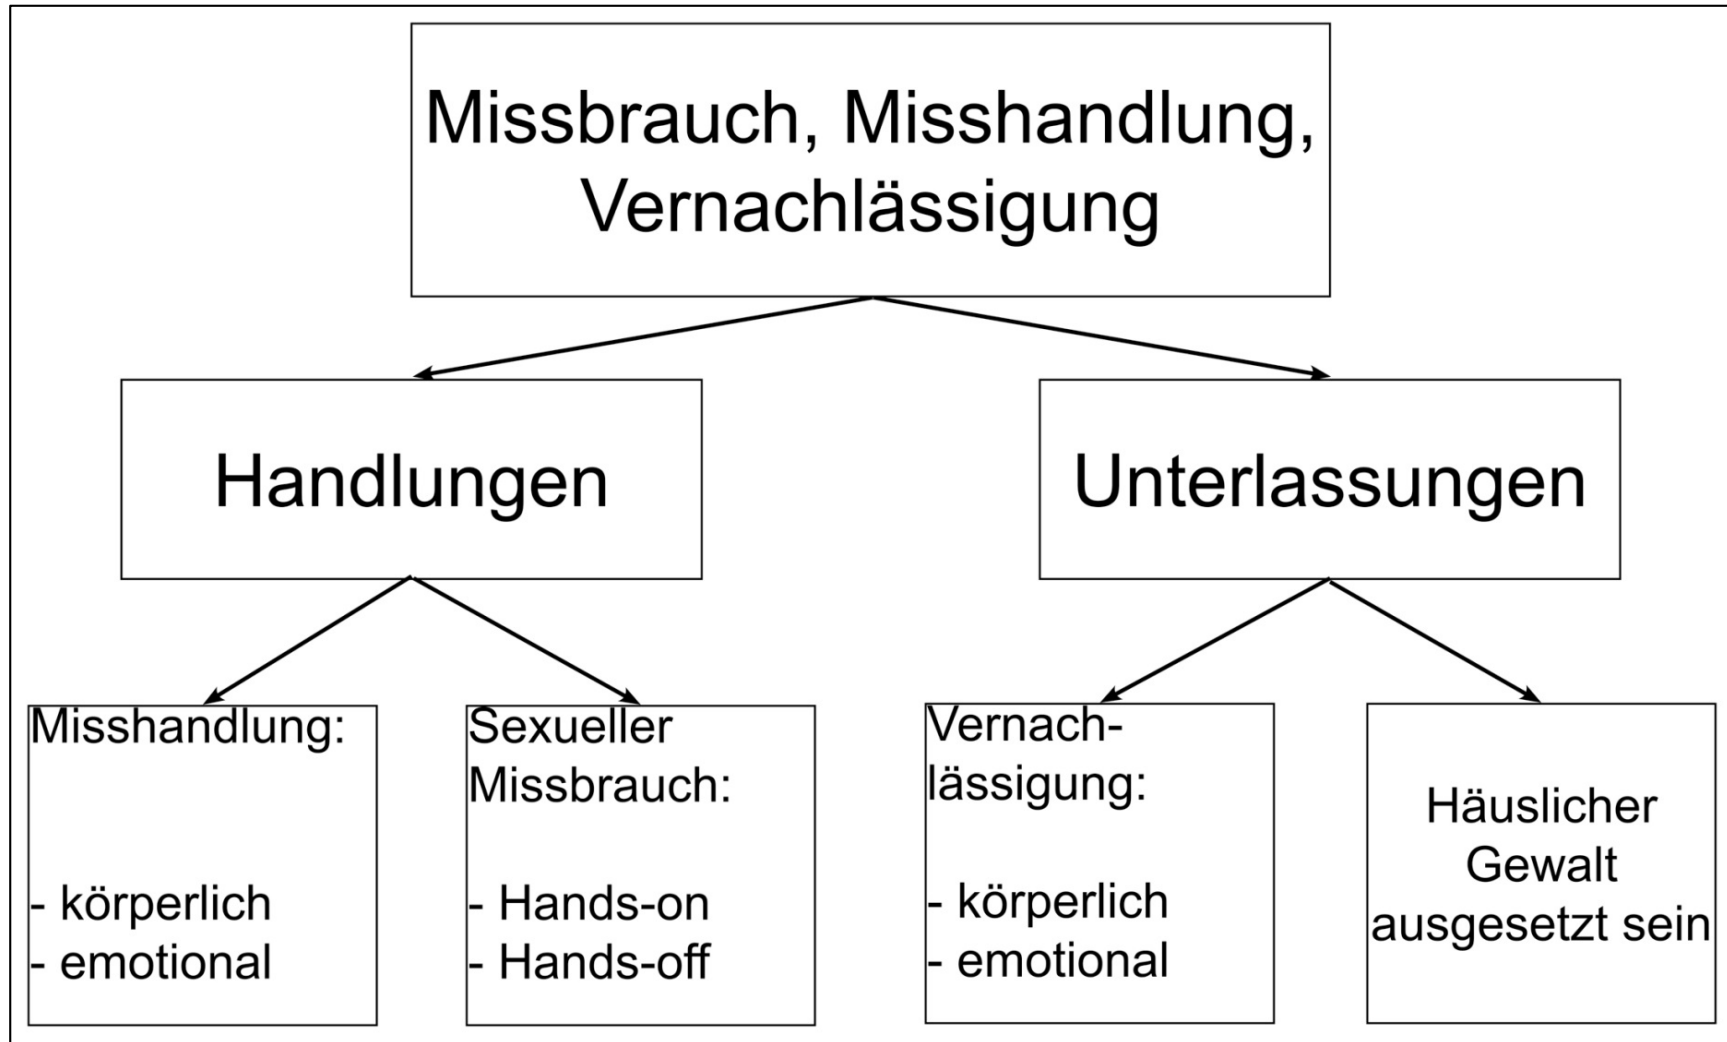 Missbrauch, Misshandlung,
Vernachlässigung
Handlungen
Unterlassungen
Misshandlung:
- körperlich
- emotional
Sexueller
Missbrauch:
- Hands-on
- Hands-off
Vernach-
lässigung:
- körperlich
- emotional
Häuslicher
Gewalt
ausgesetzt sein